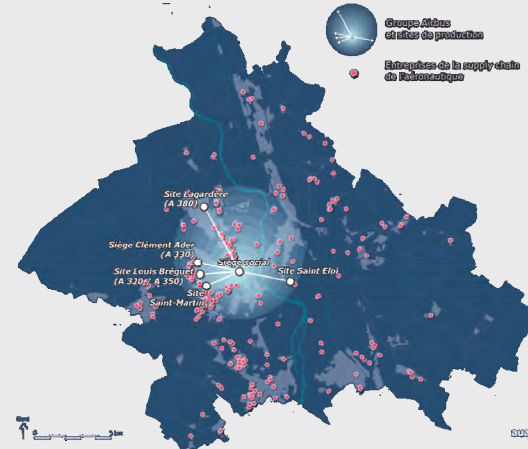 Groupe Airbus
et sites de production
Entreprises de la supply chain
de l'aéronautique
Site Lagardère
(A 380)
Siège Clément Ader
(A 330)
Siège social
Site Louis Bréguet
(A 320 / A 350)
Site Saint Eloi
Site
Saint-Martin
Nord
0
5 km
aua